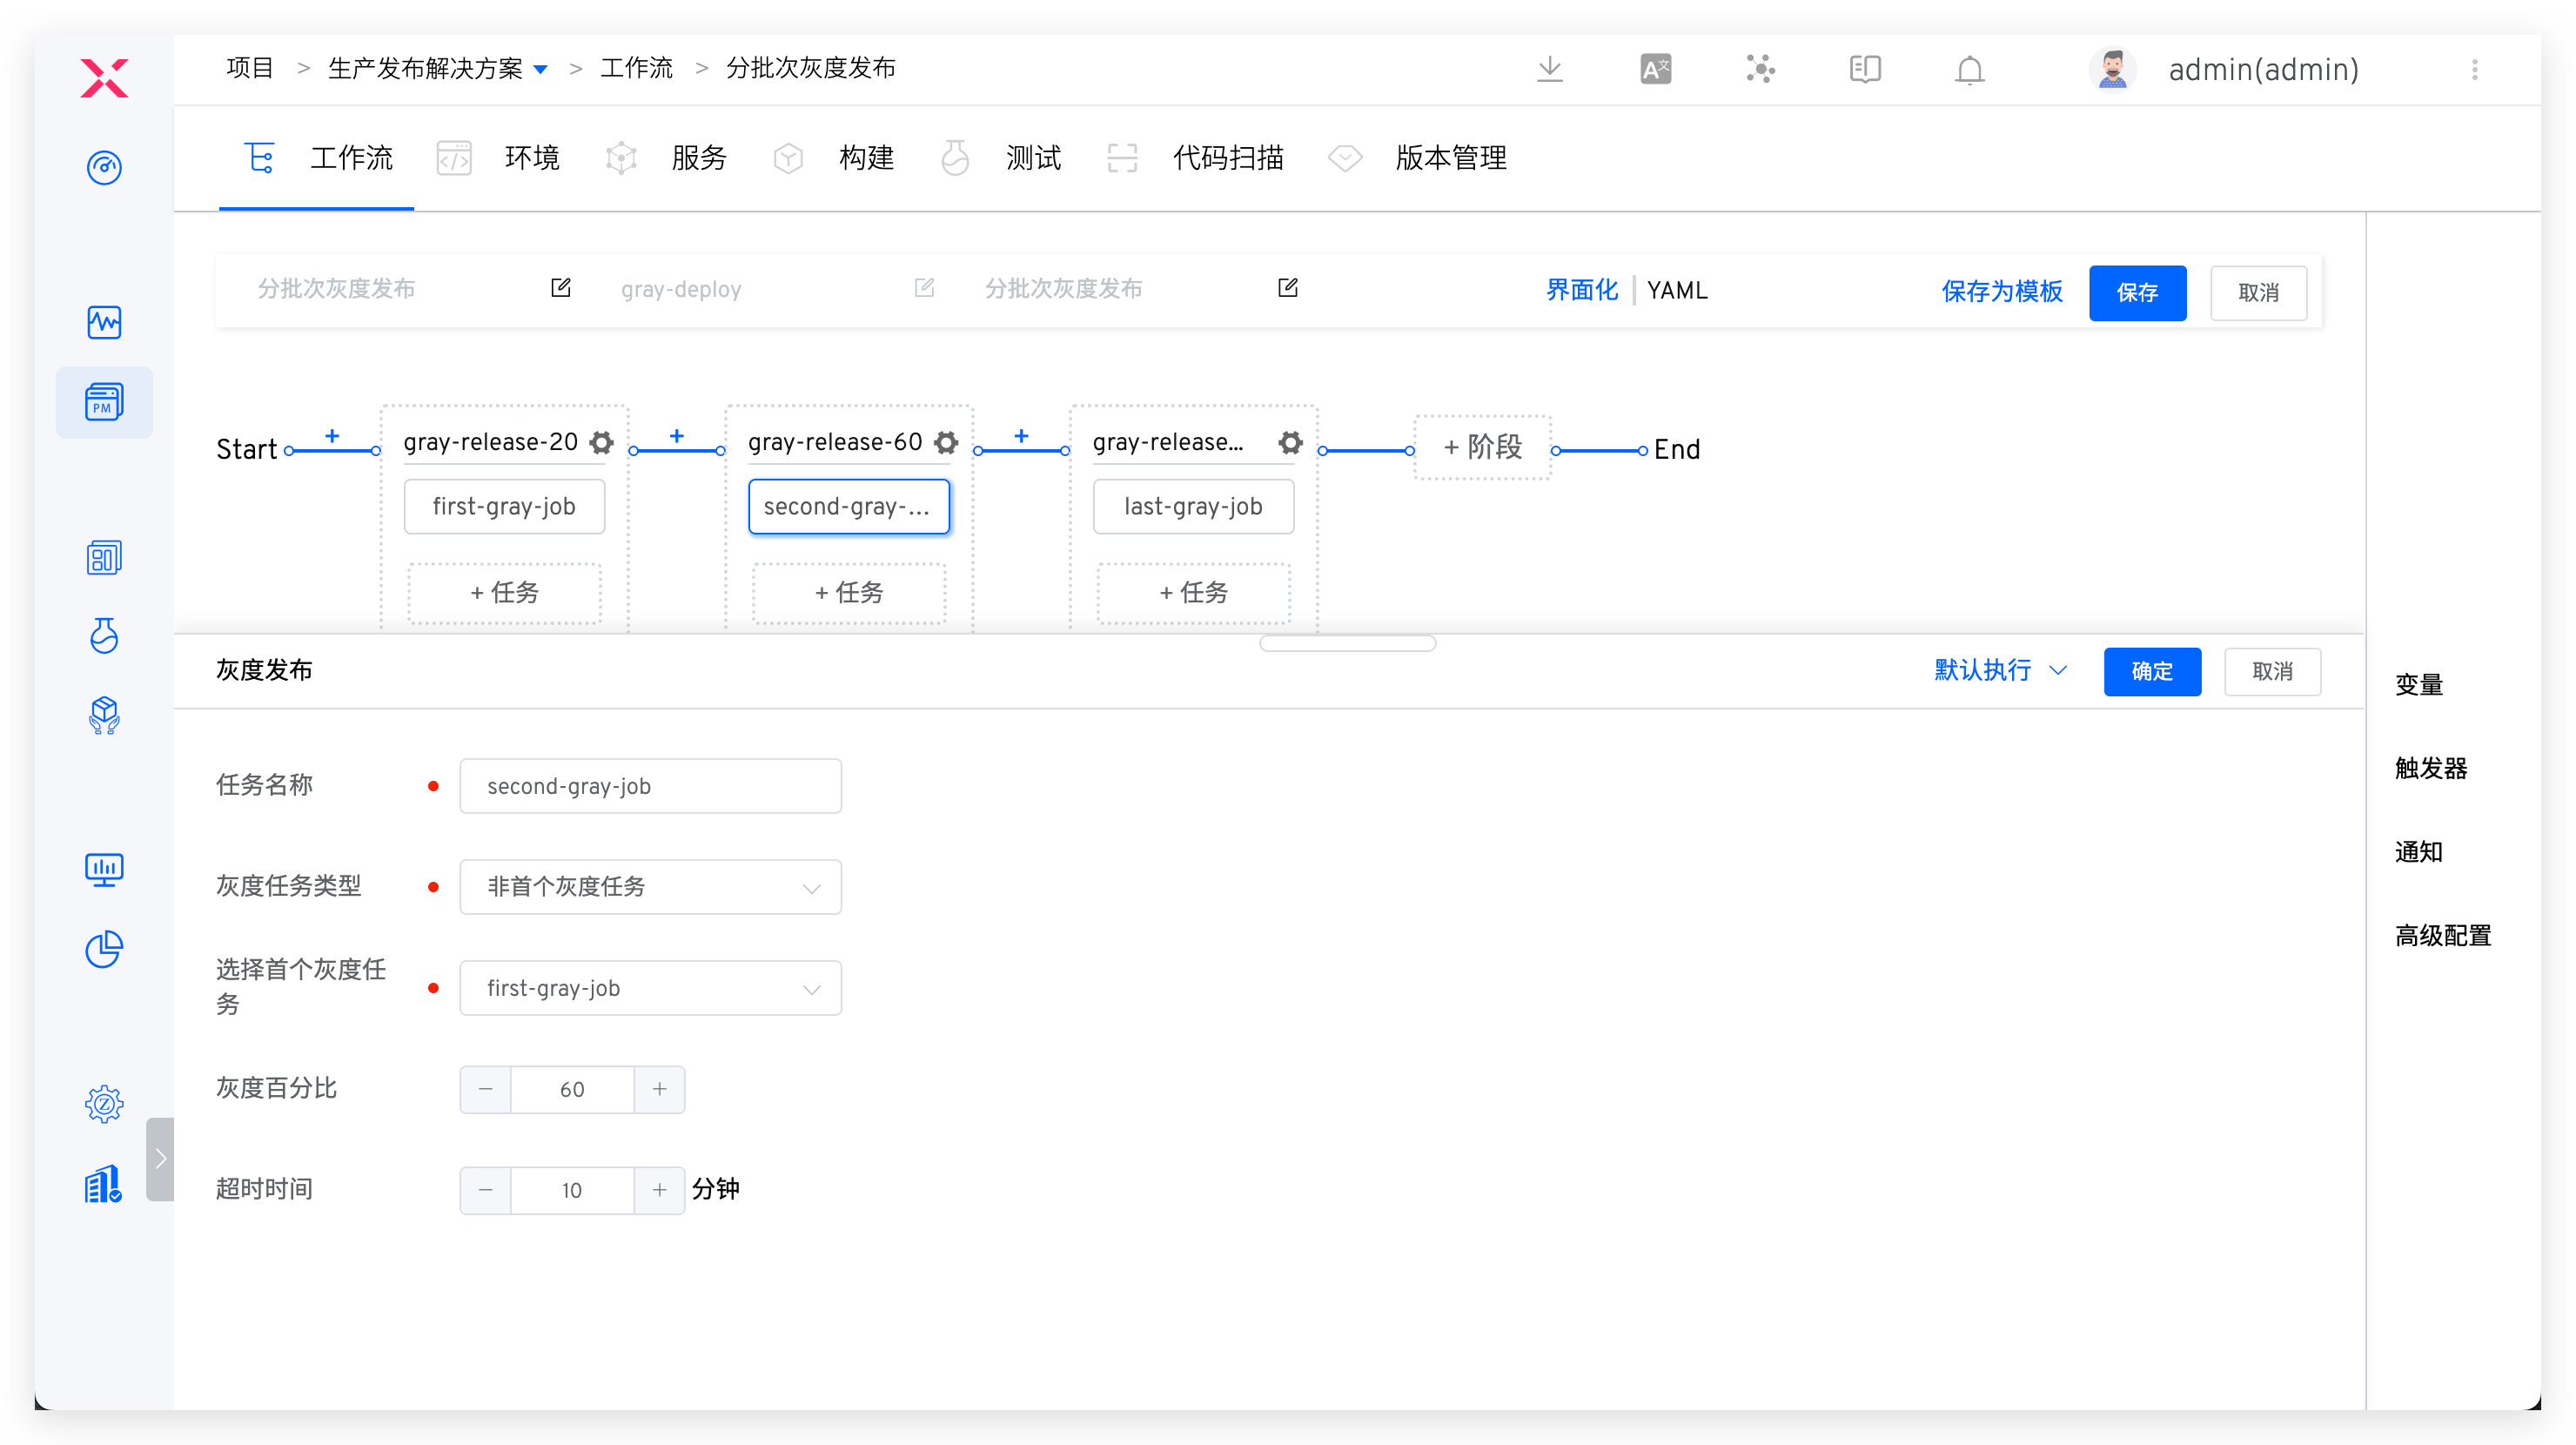 项目 > 生产发布解决方案 > 工作流 > 分批次灰度发布
admin(admin)
工作流 环境 服务 构建 测试 代码扫描 版本管理
PM
分批次灰度发布 gray-deploy 分批次灰度发布 界面化 YAML 保存为模板 保存 取消
Start + gray-release-20 + gray-release-60 + gray-release... + 阶段 End
first-gray-job second-gray-... last-gray-job
+ 任务 + 任务 + 任务
灰度发布 默认执行 确定 取消
任务名称 second-gray-job
灰度任务类型 非首个灰度任务
选择首个灰度任
务
first-gray-job
灰度百分比 − 60 +
超时时间 − 10 + 分钟
变量
触发器
通知
高级配置